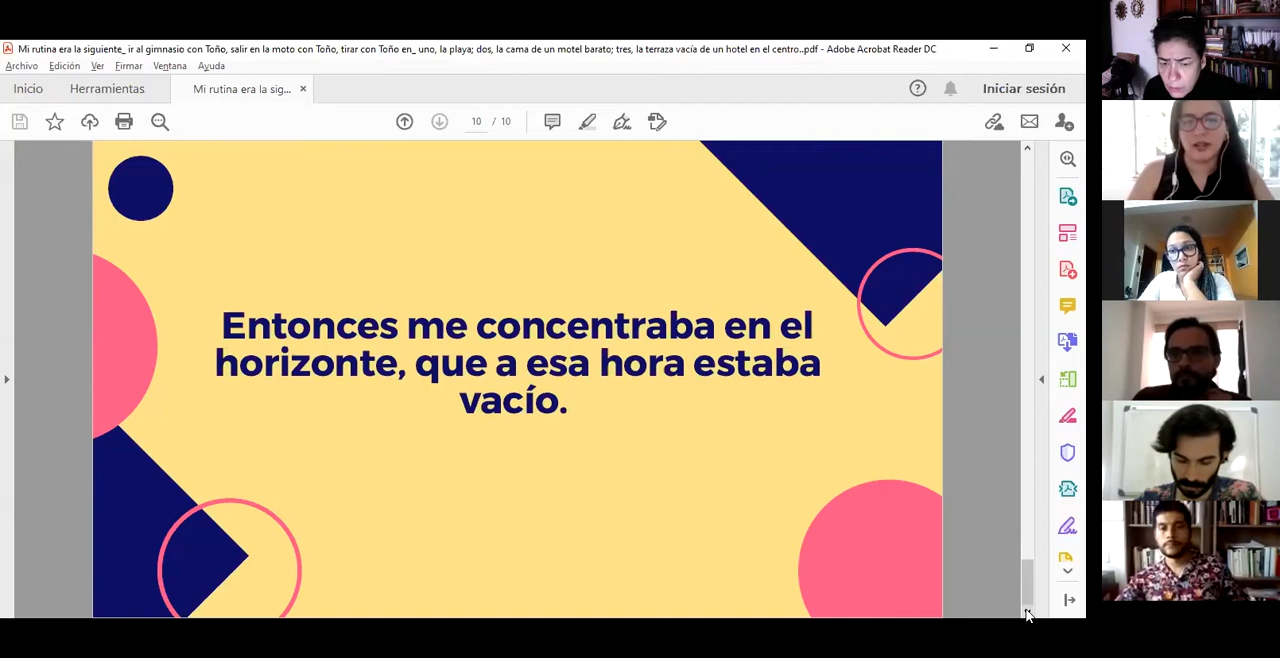 Mi rutina era la siguiente_ ir al gimnasio con Toño, salir en la moto con Toño, tirar con Toño en_ uno, la playa; dos, la cama de un motel barato; tres, la terraza vacía de un hotel en el centro..pdf - Adobe Acrobat Reader DC
Archivo Edición Ver Firmar Ventana Ayuda
Inicio Herramientas Mi rutina era la sig... Iniciar sesión
10 / 10
Entonces me concentraba en el
horizonte, que a esa hora estaba
vacío.